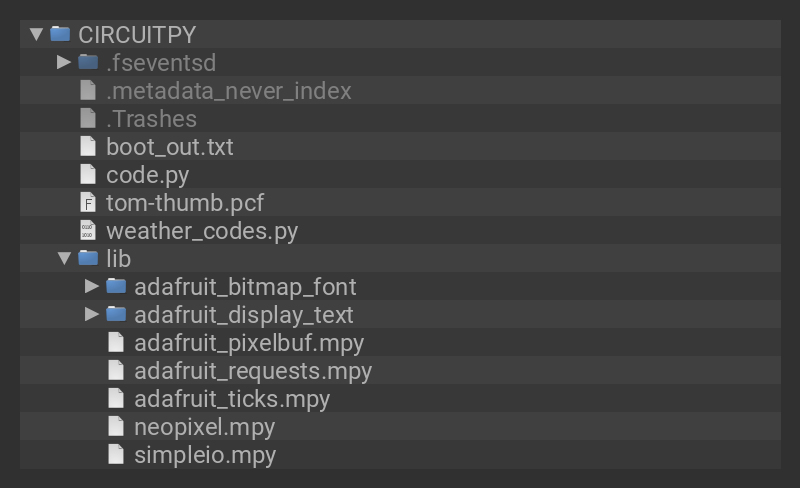 CIRCUITPY
.fseventsd
.metadata_never_index
.Trashes
boot_out.txt
code.py
F tom-thumb.pcf
weather_codes.py
lib
adafruit_bitmap_font
adafruit_display_text
adafruit_pixelbuf.mpy
adafruit_requests.mpy
adafruit_ticks.mpy
neopixel.mpy
simpleio.mpy